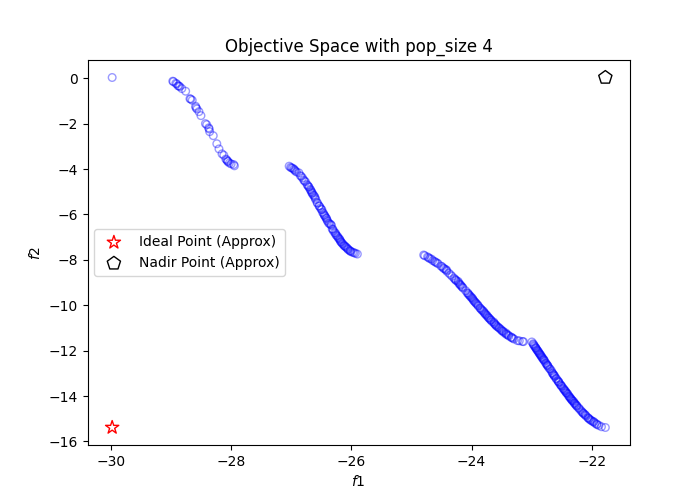 Objective Space with pop_size 4
0
−2
−4
−6
−8
−10
−12
−14
−16
f2
Ideal Point (Approx)
Nadir Point (Approx)
−30
−28
−26
−24
−22
f1